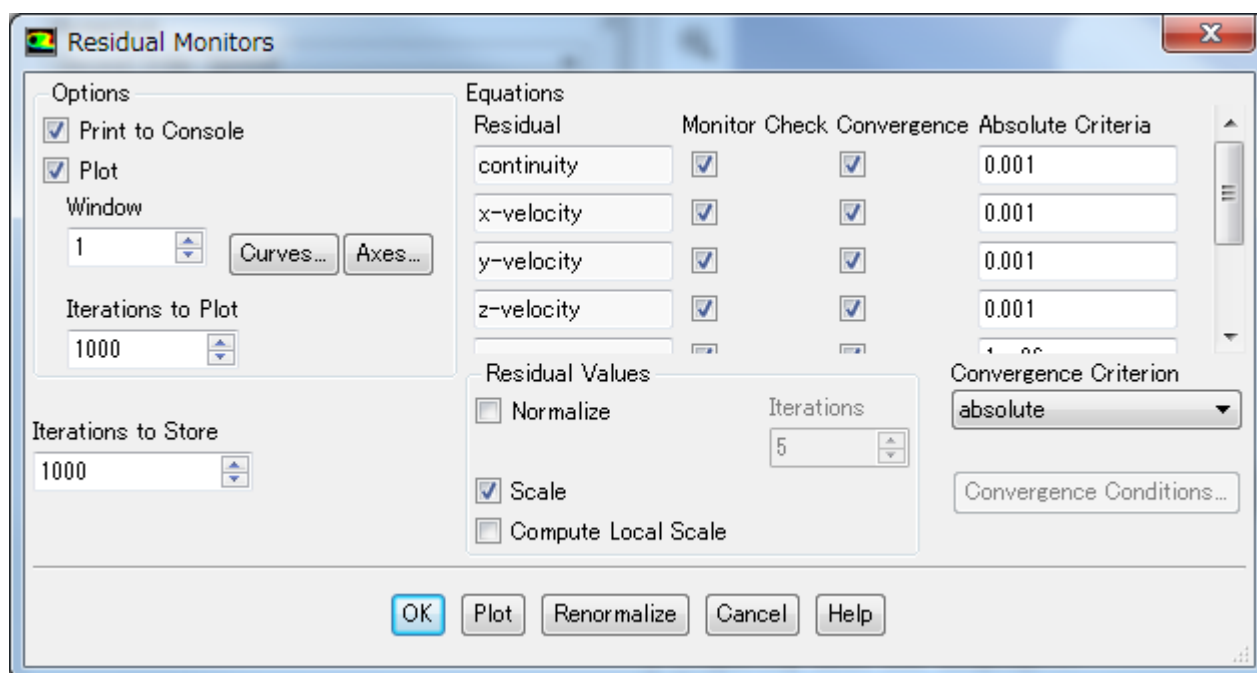 Residual Monitors
Options
Print to Console
Plot
Window
1
Curves...
Axes...
Iterations to Plot
1000
Iterations to Store
1000
Equations
Residual Monitor Check Convergence Absolute Criteria
continuity 0.001
x-velocity 0.001
y-velocity 0.001
z-velocity 0.001
Residual Values
Normalize
Iterations
5
Scale
Compute Local Scale
Convergence Criterion
absolute
Convergence Conditions...
OK Plot Renormalize Cancel Help